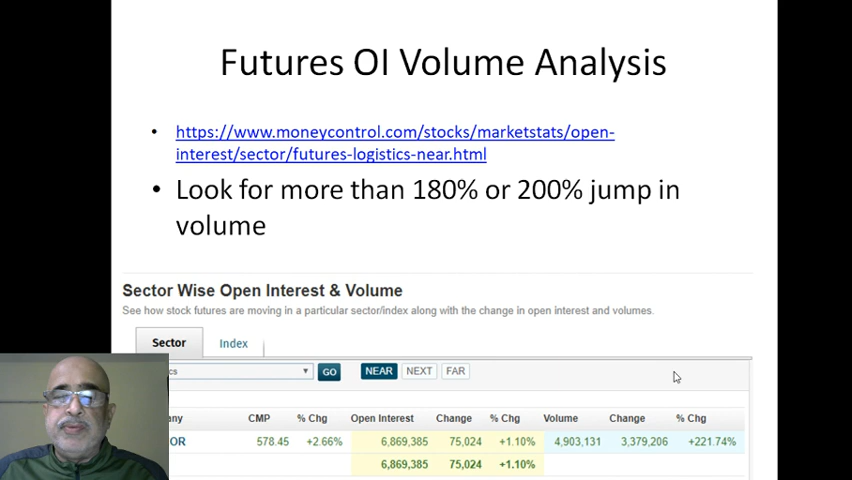 Futures OI Volume Analysis
• https://www.moneycontrol.com/stocks/marketstats/open-
interest/sector/futures-logistics-near.html
• Look for more than 180% or 200% jump in
volume
Sector Wise Open Interest & Volume
See how stock futures are moving in a particular sector/index along with the change in open interest and volumes.
Sector Index
cs GO NEAR NEXT FAR
any CMP % Chg Open Interest Change % Chg Volume Change % Chg
OR 578.45 +2.66% 6,869,385 75,024 +1.10% 4,903,131 3,379,206 +221.74%
6,869,385 75,024 +1.10%